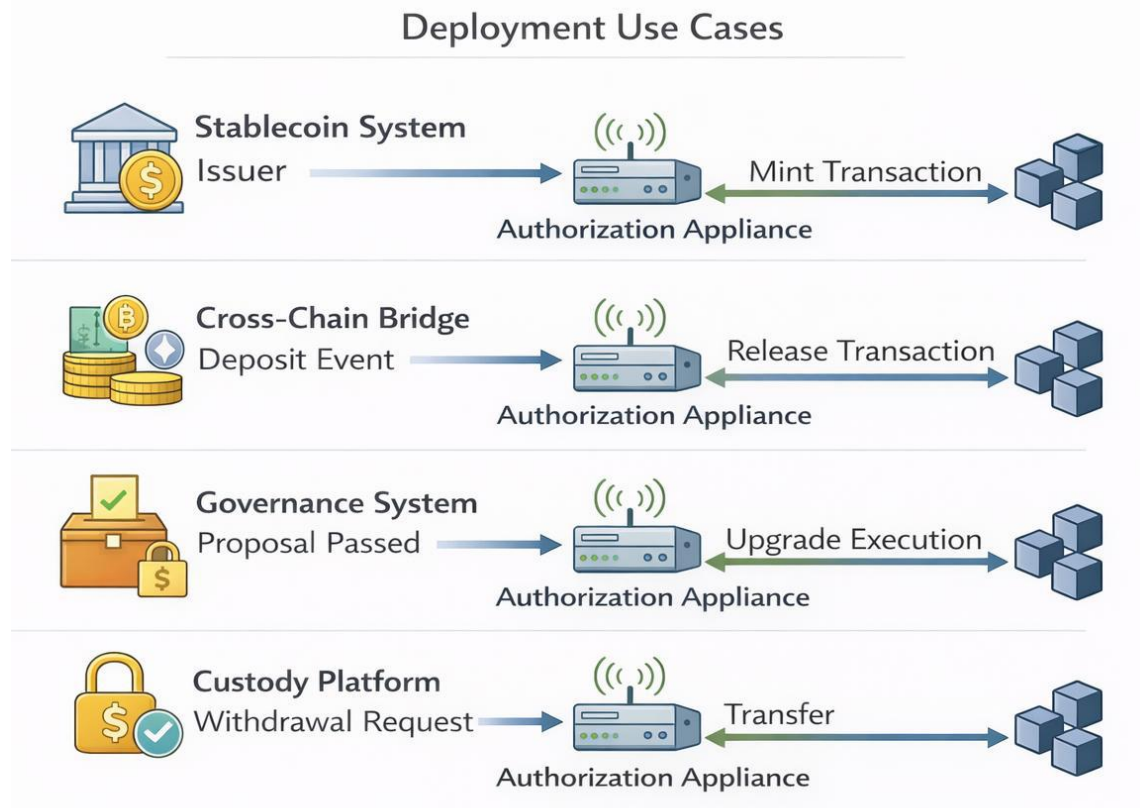 Deployment Use Cases
Stablecoin System
Issuer
Mint Transaction
Authorization Appliance
Cross-Chain Bridge
Deposit Event
Release Transaction
Authorization Appliance
Governance System
Proposal Passed
Upgrade Execution
Authorization Appliance
Custody Platform
Withdrawal Request
Transfer
Authorization Appliance